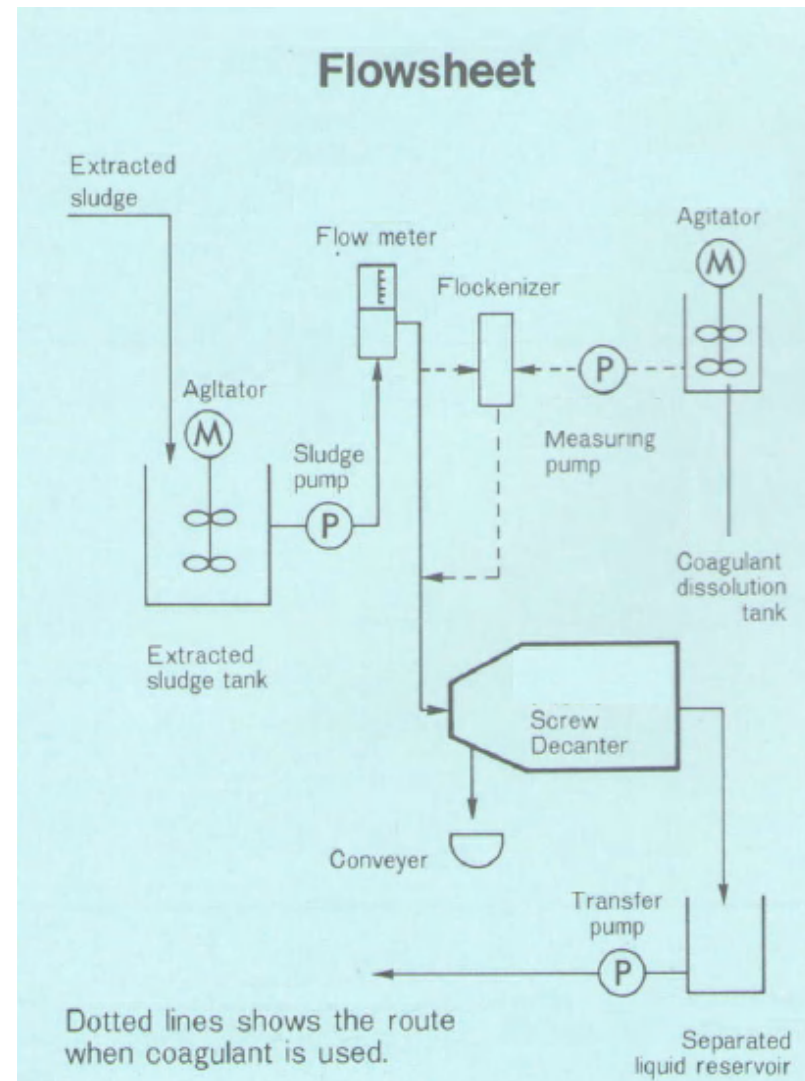 Flowsheet
Extracted
sludge
Agitator
Flow meter
M
Flockenizer
Agitator
P
M
Sludge
pump
Measuring
pump
P
Coagulant
dissolution
tank
Extracted
sludge tank
Screw
Decanter
Conveyer
Transfer
pump
P
Dotted lines shows the route
when coagulant is used.
Separated
liquid reservoir